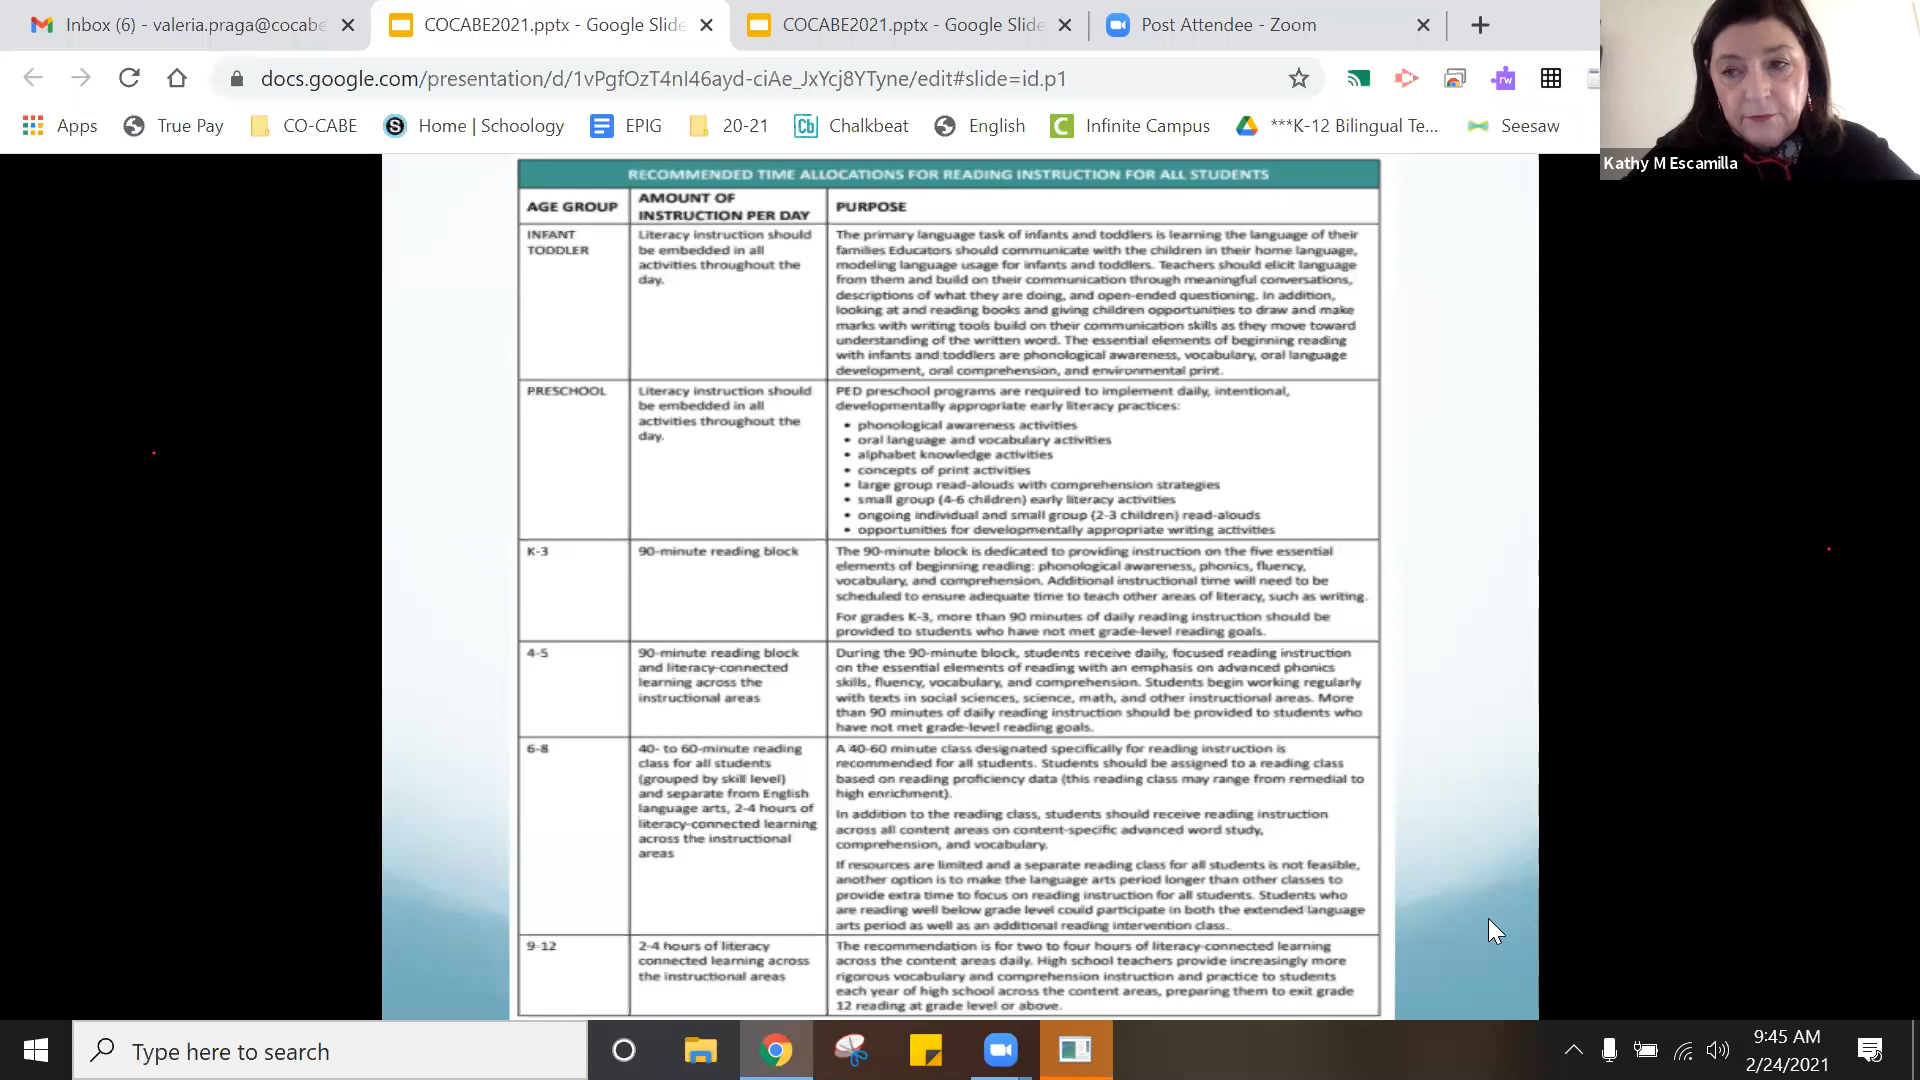 Inbox (6) - valeria.praga@cocabe
COCABE2021.pptx - Google Slide
COCABE2021.pptx - Google Slide
Post Attendee - Zoom
docs.google.com/presentation/d/1vPgfOzT4nI46ayd-ciAe_JxYcj8YTyne/edit#slide=id.p1
rw
Apps
True Pay
CO-CABE
Home | Schoology
EPIG
20-21
Chalkbeat
English
Infinite Campus
***K-12 Bilingual Te...
Seesaw
Kathy M Escamilla
RECOMMENDED TIME ALLOCATIONS FOR READING INSTRUCTION FOR ALL STUDENTS
AGE GROUP
AMOUNT OF
INSTRUCTION PER DAY
PURPOSE
INFANT
TODDLER
Literacy instruction should
be embedded in all
activities throughout the
day.
The primary language task of infants and toddlers is learning the language of their
families Educators should communicate with the children in their home language,
modeling language usage for infants and toddlers. Teachers should elicit language
from them and build on their communication through meaningful conversations,
descriptions of what they are doing, and open-ended questioning. In addition,
looking at and reading books and giving children opportunities to draw and make
marks with writing tools build on their communication skills as they move toward
understanding of the written word. The essential elements of beginning reading
with infants and toddlers are phonological awareness, vocabulary, oral language
development, oral comprehension, and environmental print.
PRESCHOOL
Literacy instruction should
be embedded in all
activities throughout the
day.
PED preschool programs are required to implement daily, intentional,
developmentally appropriate early literacy practices:
• phonological awareness activities
• oral language and vocabulary activities
• alphabet knowledge activities
• concepts of print activities
• large group read-alouds with comprehension strategies
• small group (4-6 children) early literacy activities
• ongoing individual and small group (2-3 children) read-alouds
• opportunities for developmentally appropriate writing activities
K-3
90-minute reading block
The 90-minute block is dedicated to providing instruction on the five essential
elements of beginning reading: phonological awareness, phonics, fluency,
vocabulary, and comprehension. Additional instructional time will need to be
scheduled to ensure adequate time to teach other areas of literacy, such as writing.
For grades K-3, more than 90 minutes of daily reading instruction should be
provided to students who have not met grade-level reading goals.
4-5
90-minute reading block
and literacy-connected
learning across the
instructional areas
During the 90-minute block, students receive daily, focused reading instruction
on the essential elements of reading with an emphasis on advanced phonics
skills, fluency, vocabulary, and comprehension. Students begin working regularly
with texts in social sciences, science, math, and other instructional areas. More
than 90 minutes of daily reading instruction should be provided to students who
have not met grade-level reading goals.
6-8
40- to 60-minute reading
class for all students
(grouped by skill level)
and separate from English
language arts, 2-4 hours of
literacy-connected learning
across the instructional
areas
A 40-60 minute class designated specifically for reading instruction is
recommended for all students. Students should be assigned to a reading class
based on reading proficiency data (this reading class may range from remedial to
high enrichment).
In addition to the reading class, students should receive reading instruction
across all content areas on content-specific advanced word study,
comprehension, and vocabulary.
If resources are limited and a separate reading class for all students is not feasible,
another option is to make the language arts period longer than other classes to
provide extra time to focus on reading instruction for all students. Students who
are reading well below grade level could participate in both the extended language
arts period as well as an additional reading intervention class.
9-12
2-4 hours of literacy
connected learning across
the instructional areas
The recommendation is for two to four hours of literacy-connected learning
across the content areas daily. High school teachers provide increasingly more
rigorous vocabulary and comprehension instruction and practice to students
each year of high school across the content areas, preparing them to exit grade
12 reading at grade level or above.
Type here to search
9:45 AM
2/24/2021